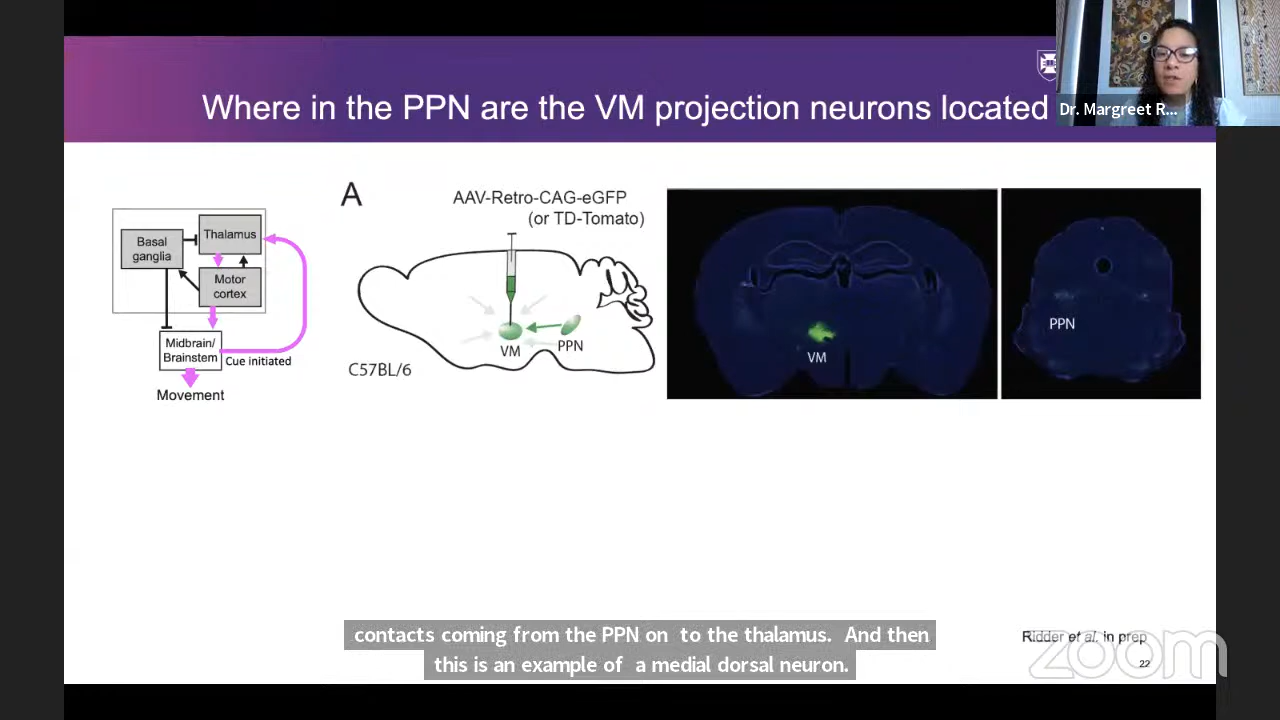 Where in the PPN are the VM projection neurons located
Dr. Margreet R...
A
AAV-Retro-CAG-eGFP
(or TD-Tomato)
Basal
ganglia
Thalamus
Motor
cortex
Midbrain/
Brainstem
Cue initiated
Movement
VM
PPN
C57BL/6
VM
PPN
contacts coming from the PPN on to the thalamus. And then
this is an example of a medial dorsal neuron.
Ridder et al. in prep
zoom
22